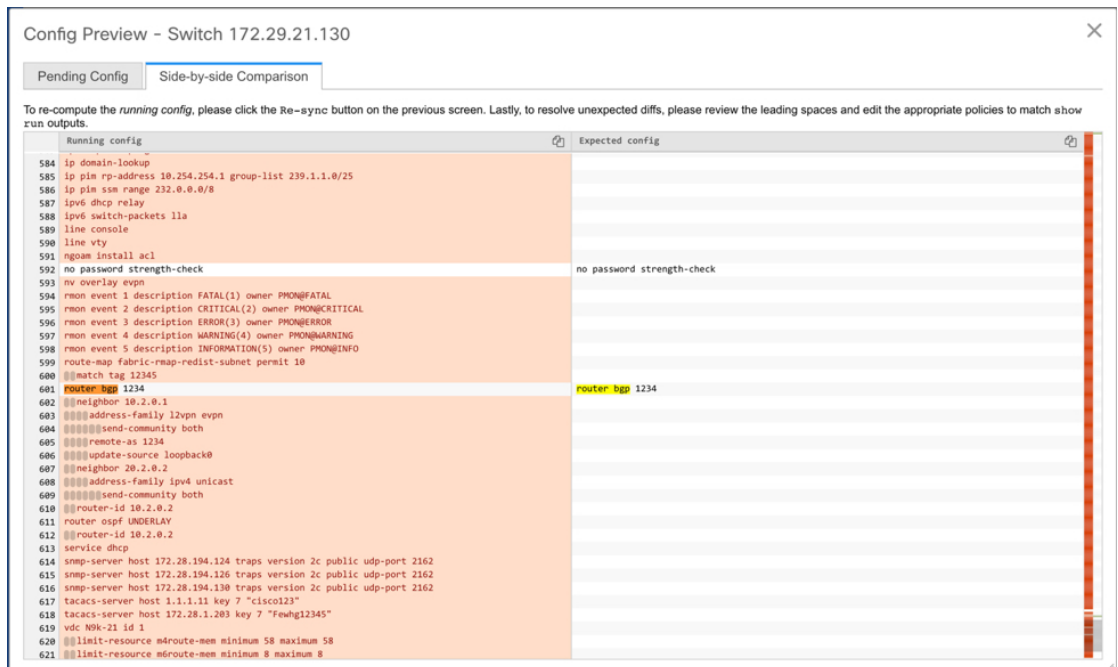 Config Preview - Switch 172.29.21.130
Pending Config
Side-by-side Comparison
To re-compute the running config, please click the Re-sync button on the previous screen. Lastly, to resolve unexpected diffs, please review the leading spaces and edit the appropriate policies to match show
run outputs.
Running config
Expected config
584 ip domain-lookup
585 ip pim rp-address 10.254.254.1 group-list 239.1.1.0/25
586 ip pim ssm range 232.0.0.0/8
587 ipv6 dhcp relay
588 ipv6 switch-packets lla
589 line console
590 line vty
591 ngoam install acl
592 no password strength-check no password strength-check
593 nv overlay evpn
594 rmon event 1 description FATAL(1) owner PMON@FATAL
595 rmon event 2 description CRITICAL(2) owner PMON@CRITICAL
596 rmon event 3 description ERROR(3) owner PMON@ERROR
597 rmon event 4 description WARNING(4) owner PMON@WARNING
598 rmon event 5 description INFORMATION(5) owner PMON@INFO
599 route-map fabric-rmap-redist-subnet permit 10
600 match tag 12345
601 router bgp 1234 router bgp 1234
602 neighbor 10.2.0.1
603 address-family l2vpn evpn
604 send-community both
605 remote-as 1234
606 update-source loopback0
607 neighbor 20.2.0.2
608 address-family ipv4 unicast
609 send-community both
610 router-id 10.2.0.2
611 router ospf UNDERLAY
612 router-id 10.2.0.2
613 service dhcp
614 snmp-server host 172.28.194.124 traps version 2c public udp-port 2162
615 snmp-server host 172.28.194.126 traps version 2c public udp-port 2162
616 snmp-server host 172.28.194.130 traps version 2c public udp-port 2162
617 tacacs-server host 1.1.1.11 key 7 "cisco123"
618 tacacs-server host 172.28.1.203 key 7 "Fewhg12345"
619 vdc N9k-21 id 1
620 limit-resource m4route-mem minimum 58 maximum 58
621 limit-resource m6route-mem minimum 8 maximum 8